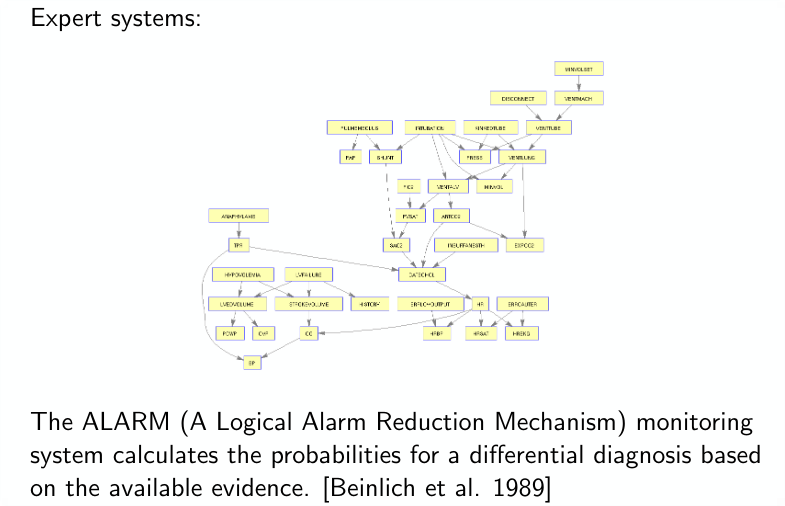 Expert systems:
MINVOLSET
DISCONNECT VENTMACH
PULMEMBOLUS INTUBATION KINKEDTUBE VENTTUBE
PAP SHUNT PRESS VENTLUNG
FIO2 VENTALV MINVOL
ANAPHYLAXIS PVSAT ARTCO2
TPR SAO2 INSUFFANESTH EXPCO2
HYPOVOLEMIA LVFAILURE CATECHOL
LVEDVOLUME STROKEVOLUME HISTORY ERRLOWOUTPUT HR ERRCAUTER
PCWP CVP CO HRBP HRSAT HREKG
BP
The ALARM (A Logical Alarm Reduction Mechanism) monitoring
system calculates the probabilities for a differential diagnosis based
on the available evidence. [Beinlich et al. 1989]